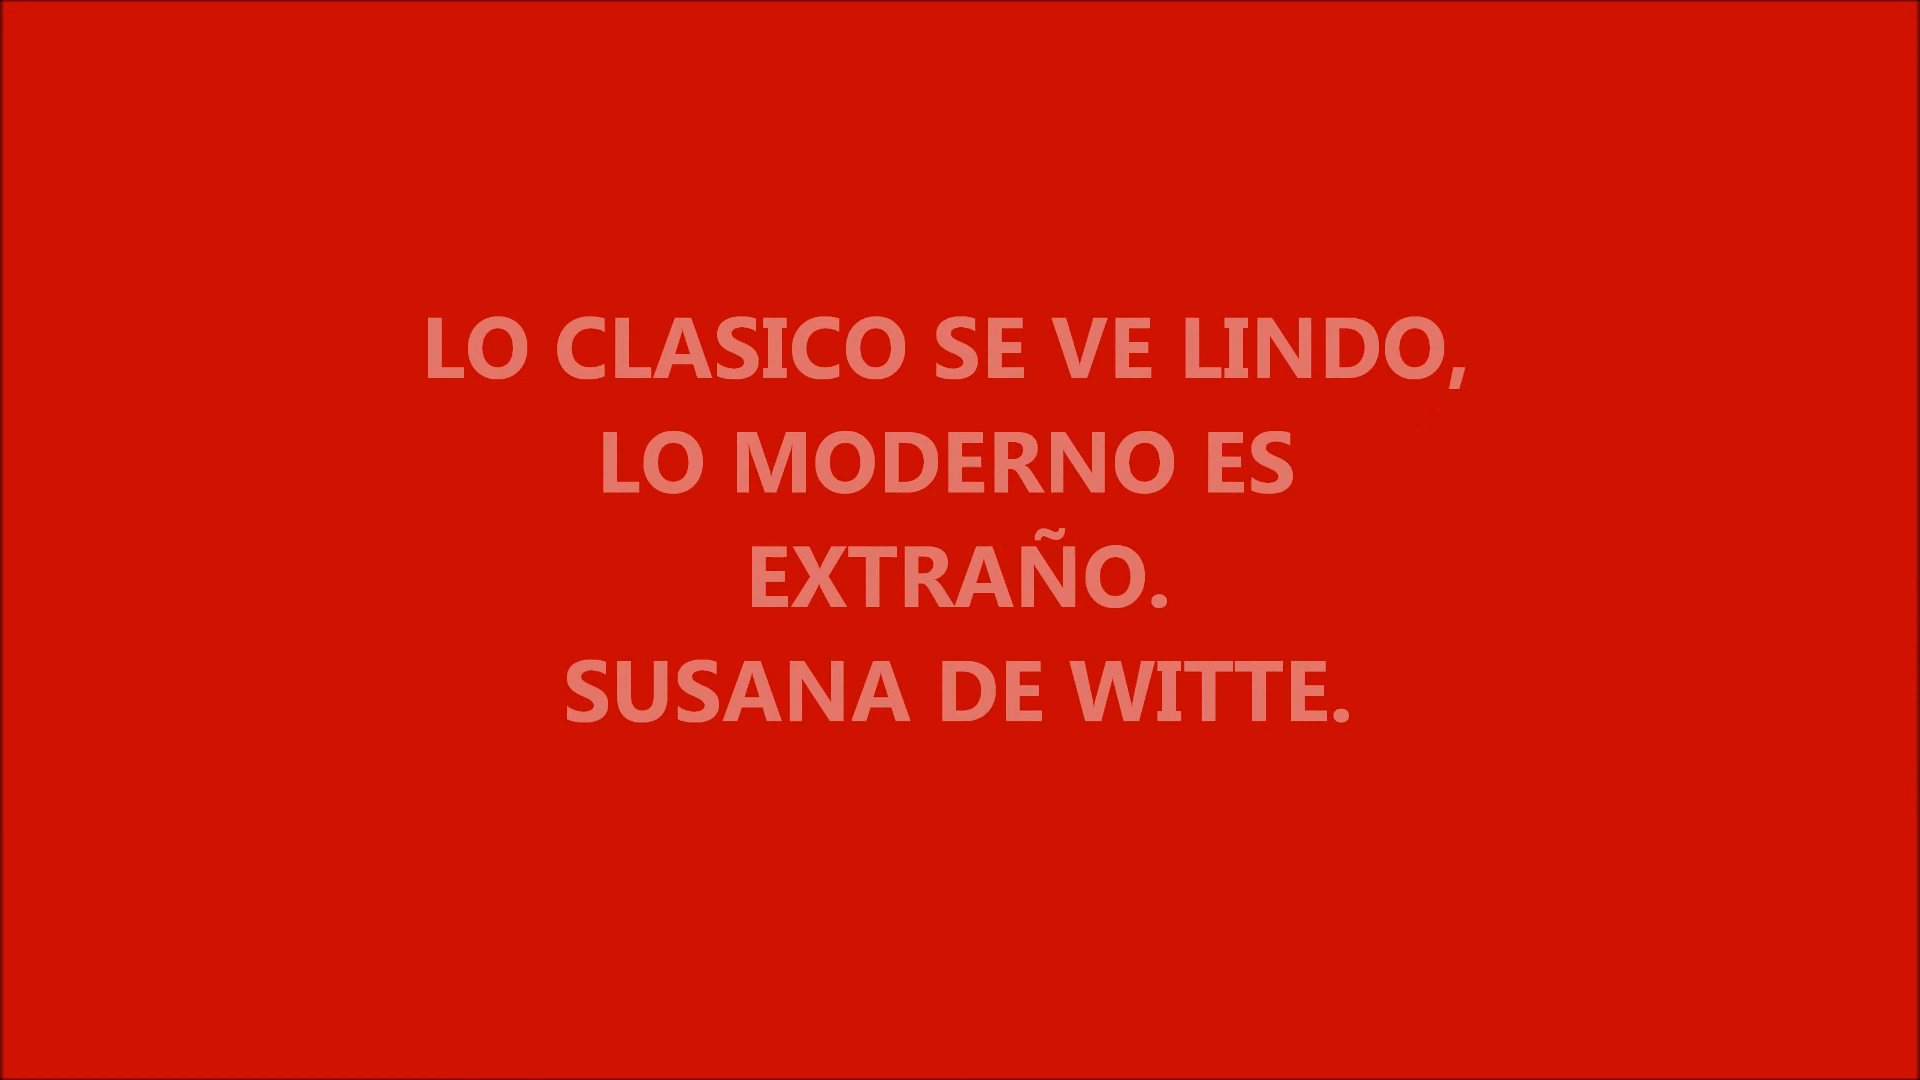 LO CLASICO SE VE LINDO,
LO MODERNO ES
EXTRAÑO.
SUSANA DE WITTE.